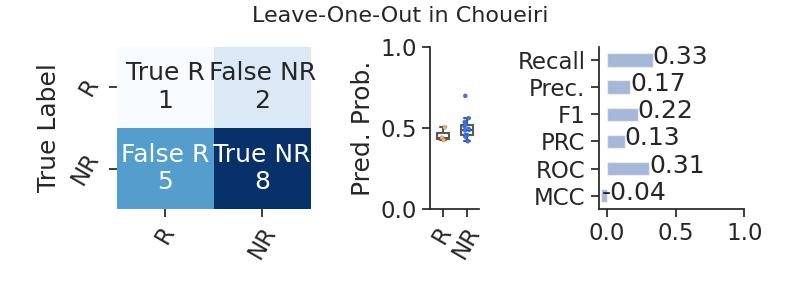 Leave-One-Out in Choueiri
True Label
R
NR
True R
1
False NR
2
False R
5
True NR
8
R
NR
Pred. Prob.
1.0
0.5
0.0
R
NR
Recall
0.33
Prec.
0.17
F1
0.22
PRC
0.13
ROC
0.31
MCC
-0.04
0.0
0.5
1.0